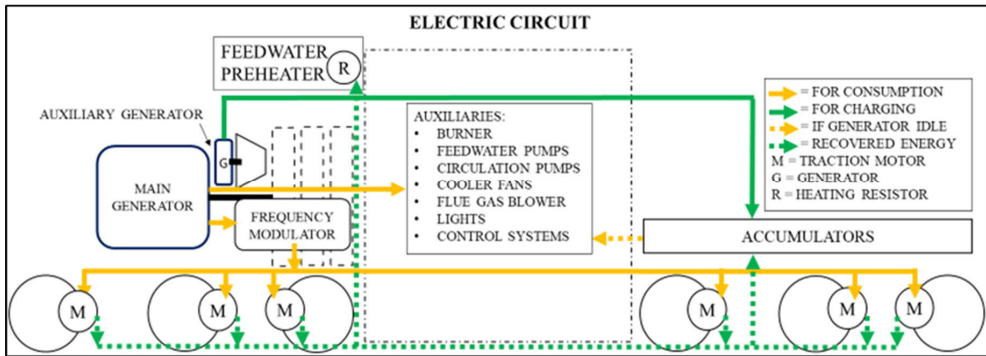 ELECTRIC CIRCUIT
FEEDWATER
PREHEATER
R
AUXILIARY GENERATOR
G
MAIN
GENERATOR
FREQUENCY
MODULATOR
AUXILIARIES:
• BURNER
• FEEDWATER PUMPS
• CIRCULATION PUMPS
• COOLER FANS
• FLUE GAS BLOWER
• LIGHTS
• CONTROL SYSTEMS
= FOR CONSUMPTION
= FOR CHARGING
= IF GENERATOR IDLE
= RECOVERED ENERGY
M = TRACTION MOTOR
G = GENERATOR
R = HEATING RESISTOR
ACCUMULATORS
M M M M M M